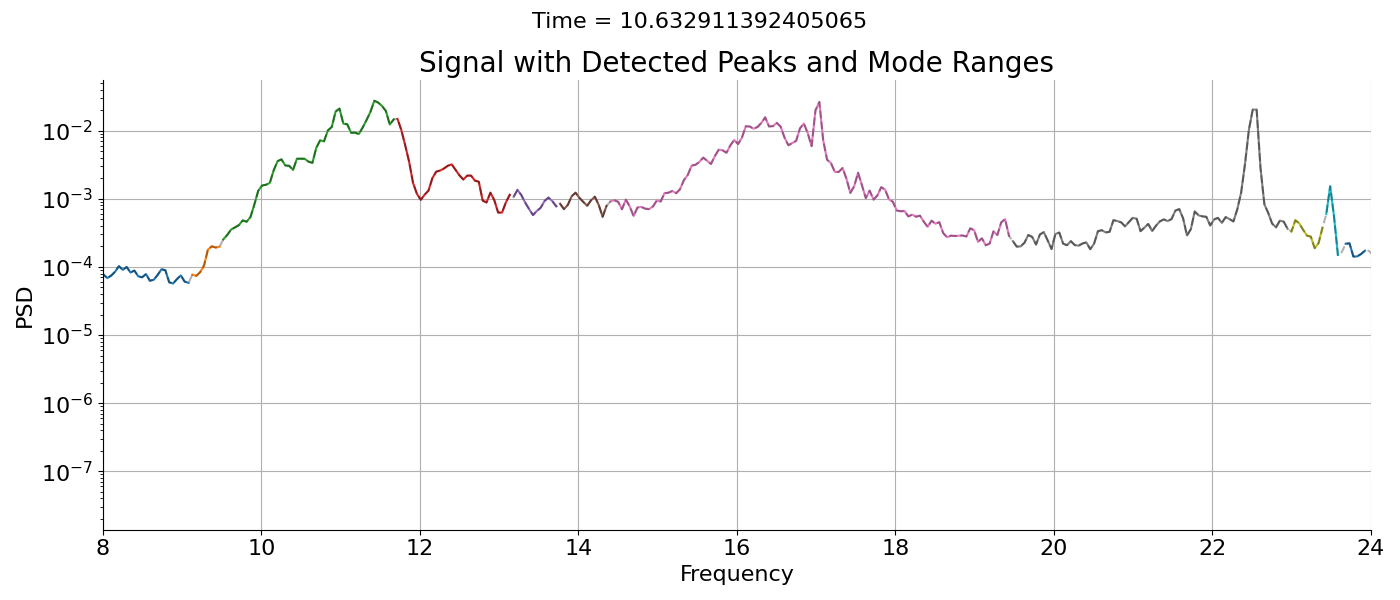 Time = 10.632911392405065
Signal with Detected Peaks and Mode Ranges
PSD
10⁻²
10⁻³
10⁻⁴
10⁻⁵
10⁻⁶
10⁻⁷
8 10 12 14 16 18 20 22 24
Frequency